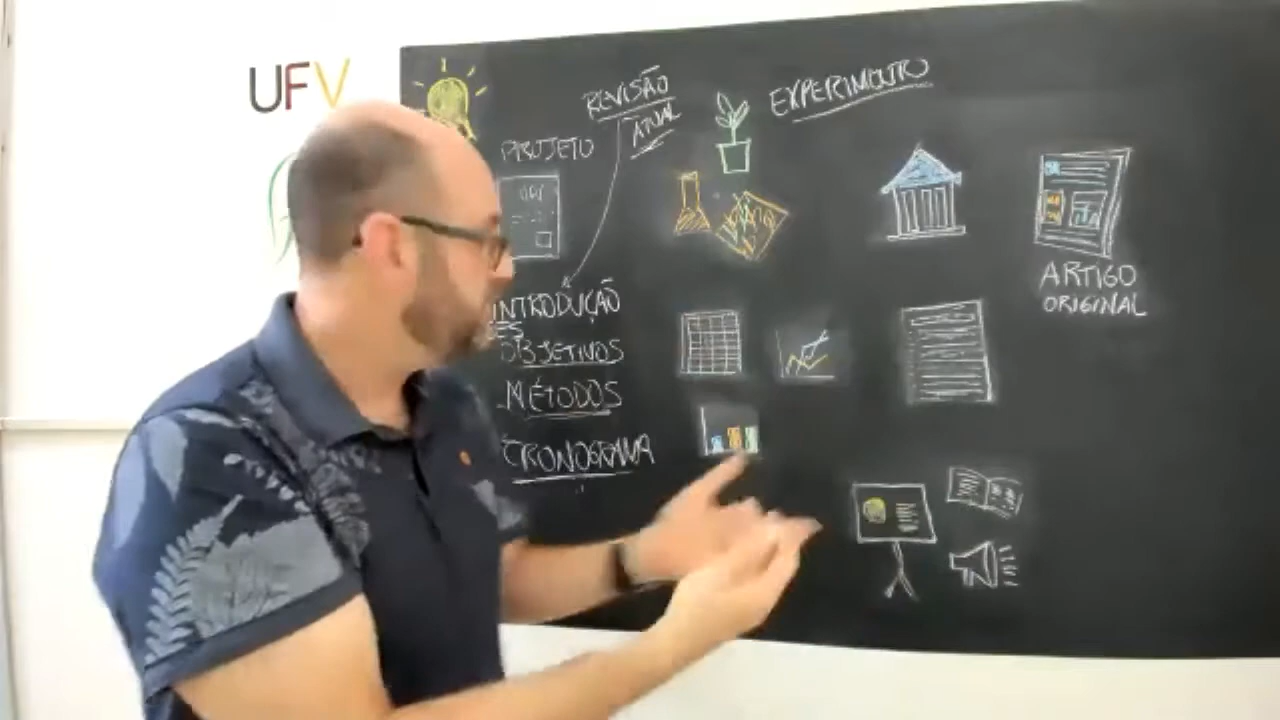 UFV
PROJETO
REVISÃO
ATUAL
INTRODUÇÃO
OBJETIVOS
MÉTODOS
CRONOGRAMA
EXPERIMENTO
ARTIGO
ORIGINAL